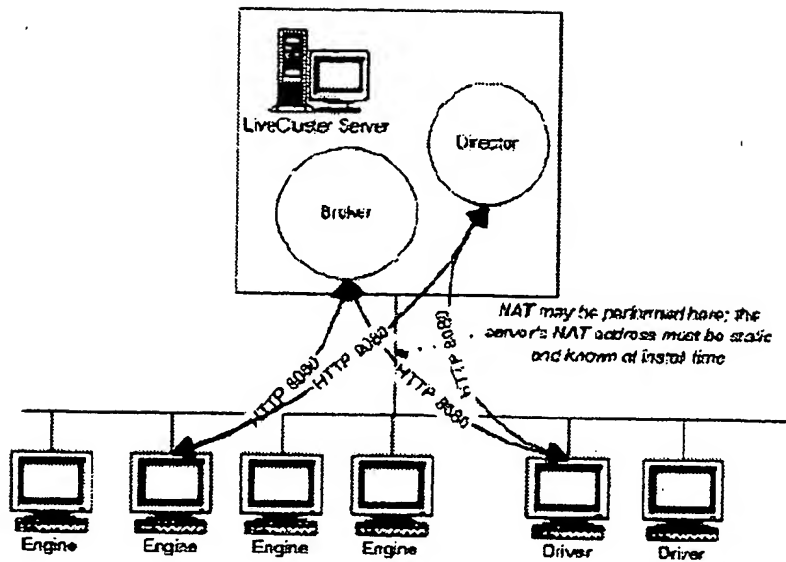 LiveCluster Server
Director
Broker
NAT may be performed here; the
server's NAT address must be static
and known at install time
HTTP 8080
HTTP 8080
HTTP 8080
HTTP 8080
Engine
Engine
Engine
Engine
Driver
Driver